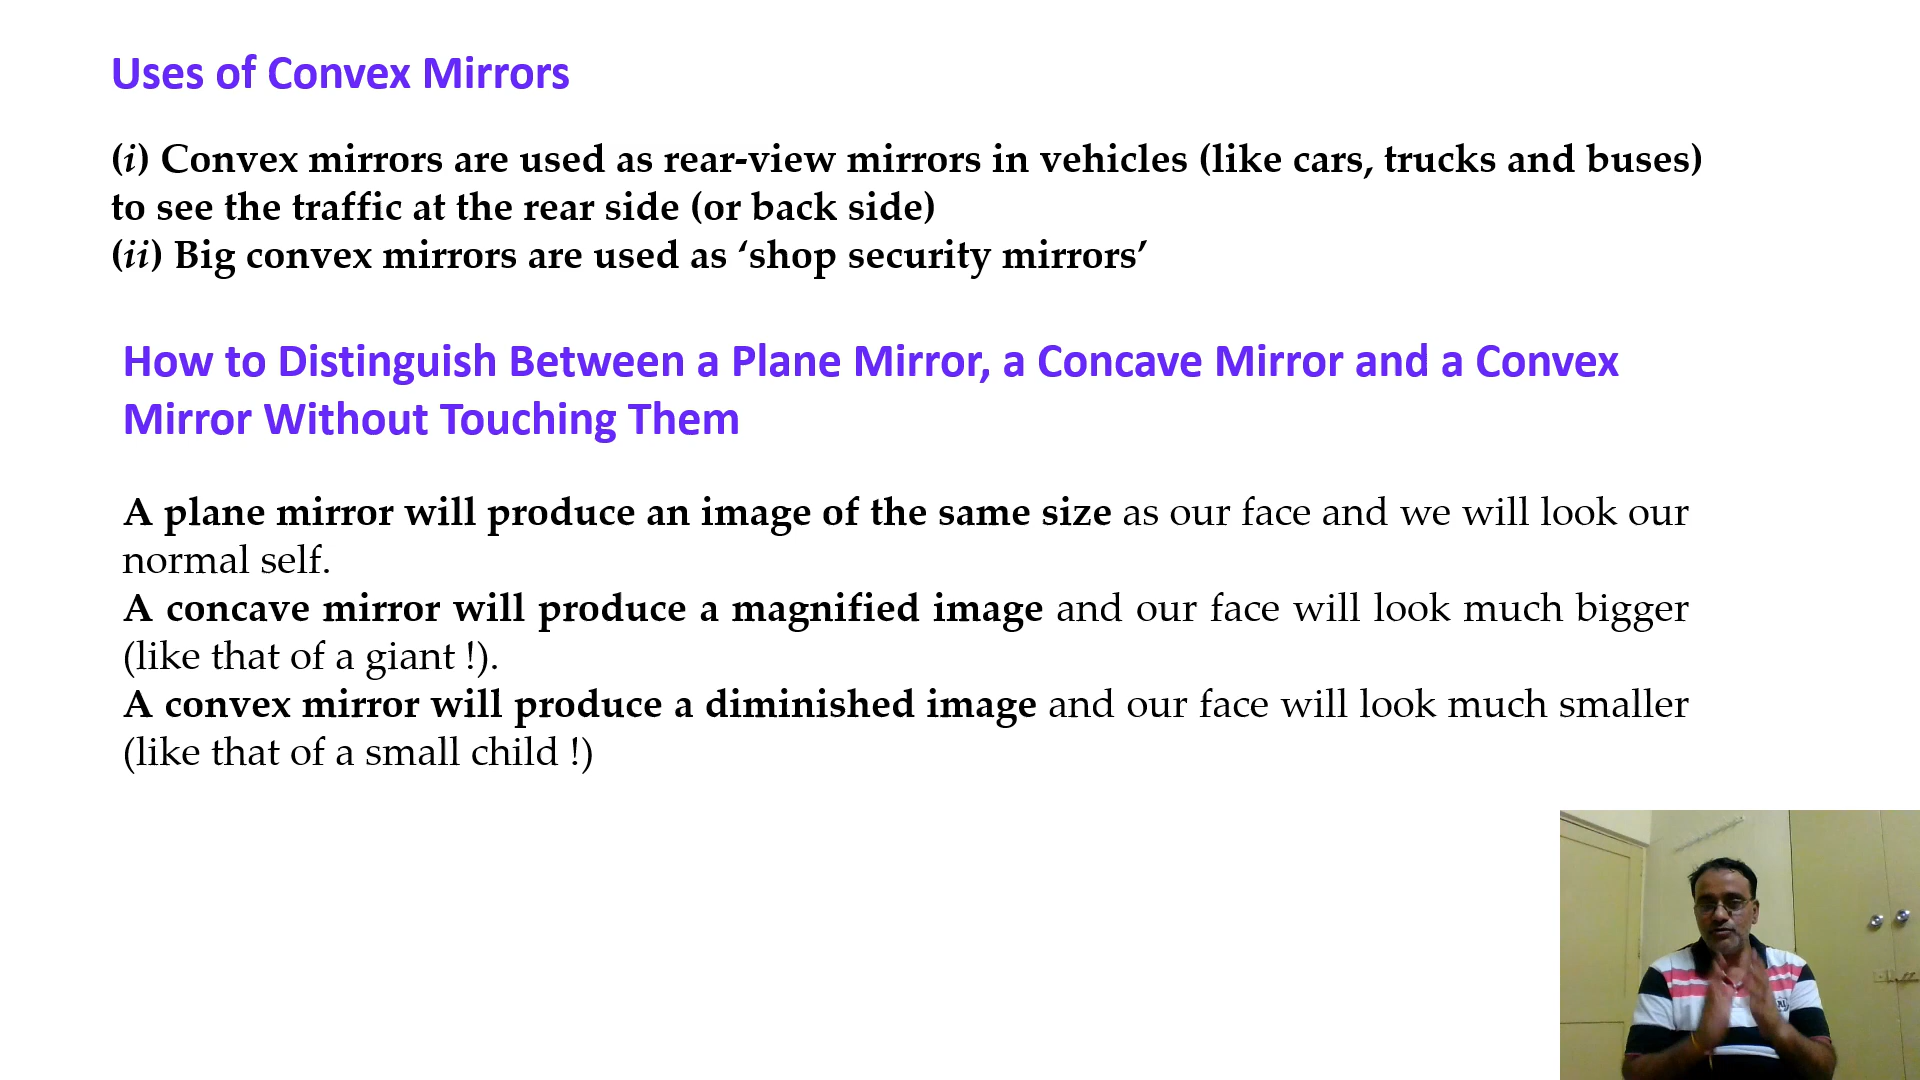 Uses of Convex Mirrors
(i) Convex mirrors are used as rear-view mirrors in vehicles (like cars, trucks and buses)
to see the traffic at the rear side (or back side)
(ii) Big convex mirrors are used as ‘shop security mirrors’
How to Distinguish Between a Plane Mirror, a Concave Mirror and a Convex
Mirror Without Touching Them
A plane mirror will produce an image of the same size as our face and we will look our
normal self.
A concave mirror will produce a magnified image and our face will look much bigger
(like that of a giant !).
A convex mirror will produce a diminished image and our face will look much smaller
(like that of a small child !)